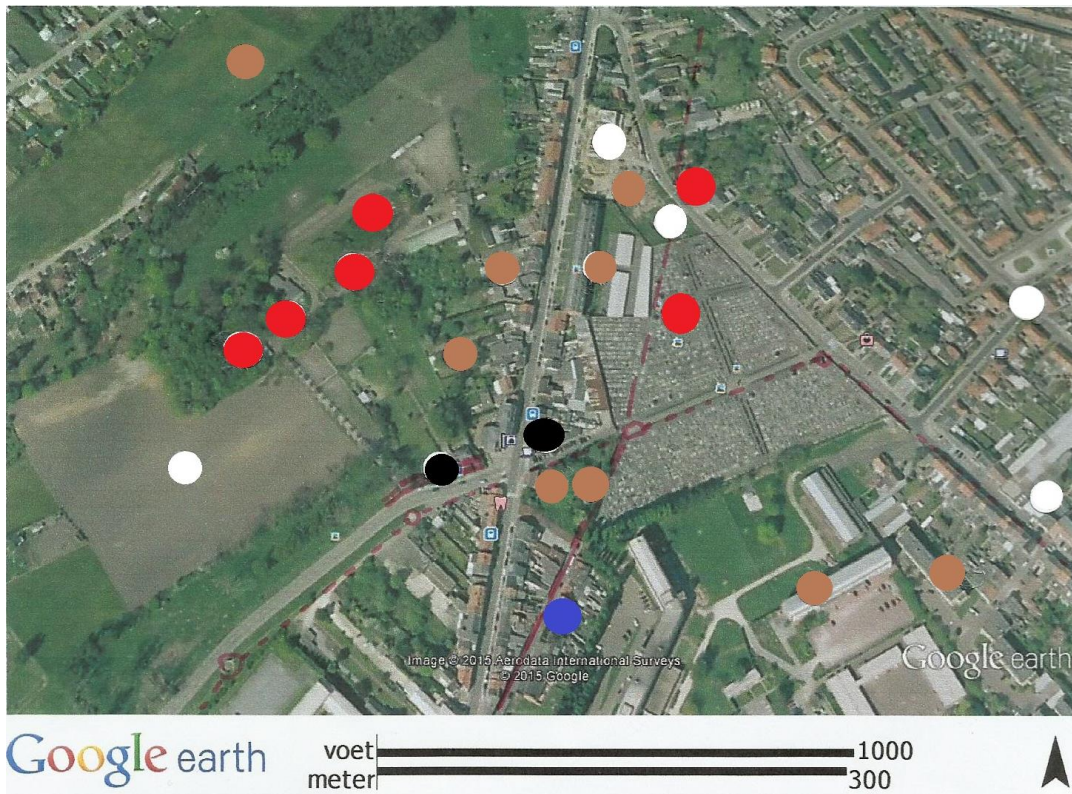 Image © 2015 Aerodata International Surveys
© 2015 Google
Google earth
Google earth
voet 1000
meter 300